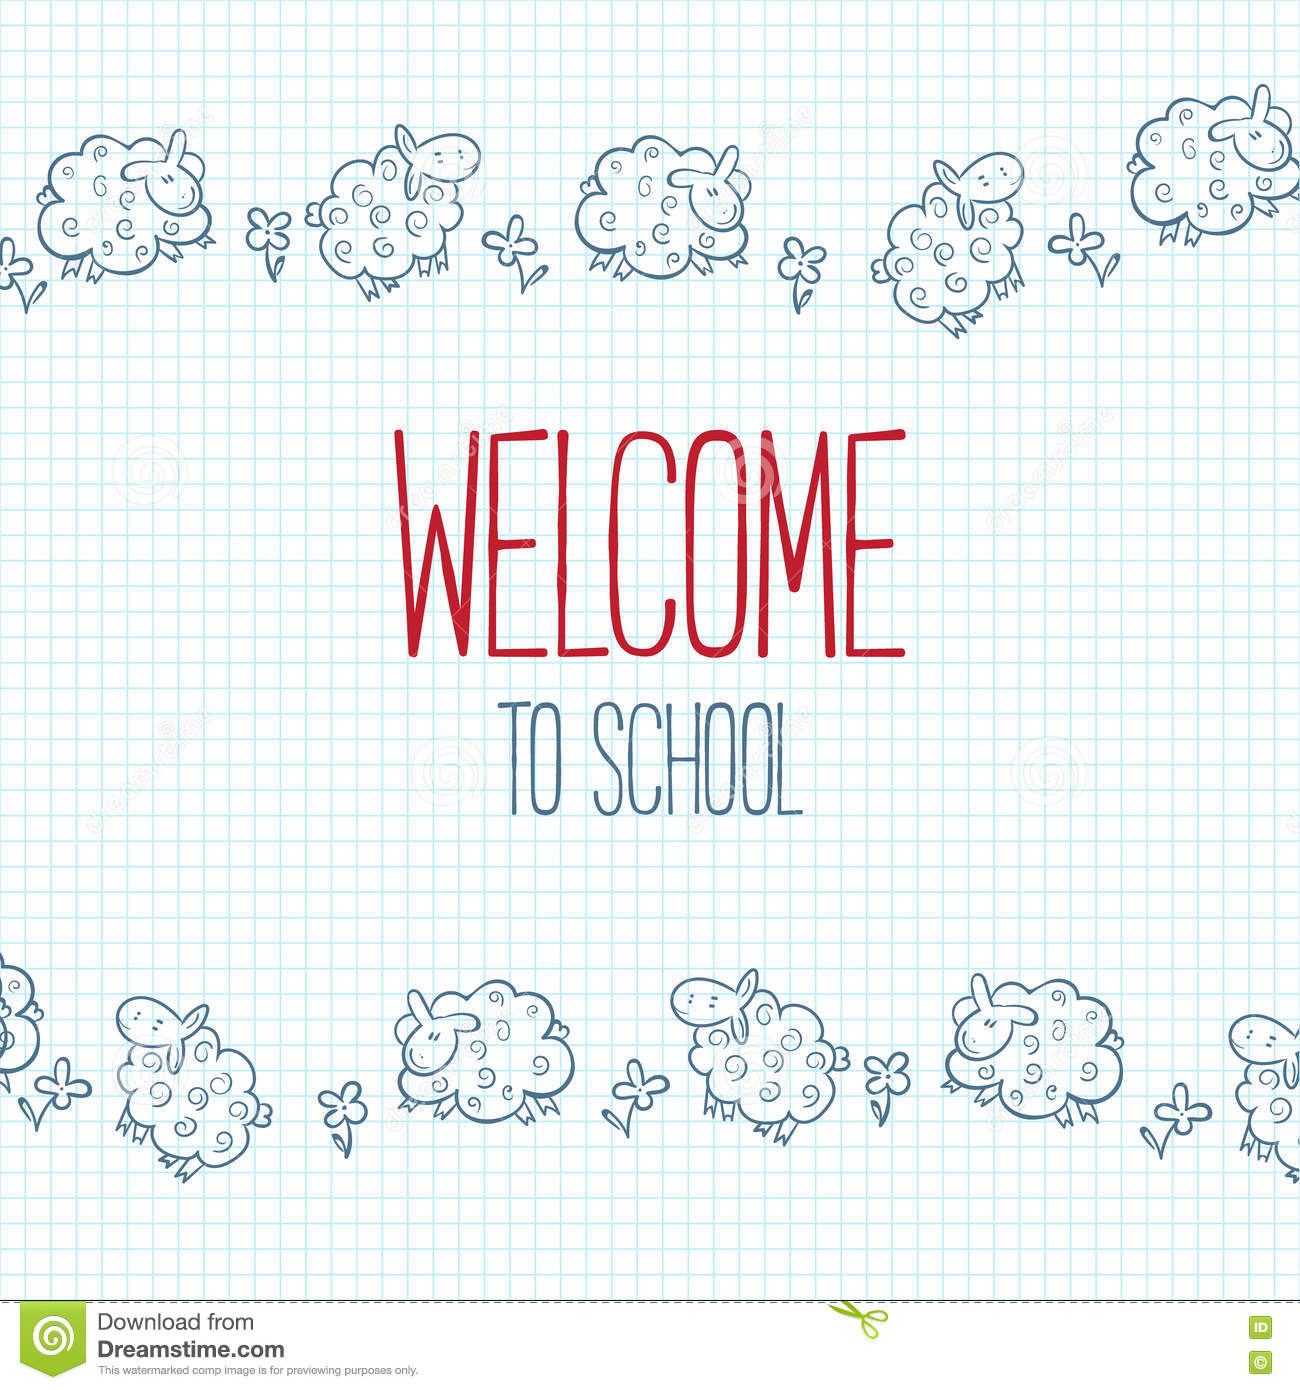 WELCOME
TO SCHOOL
Download from
Dreamstime.com
This watermarked comp image is for previewing purposes only.
ID
©